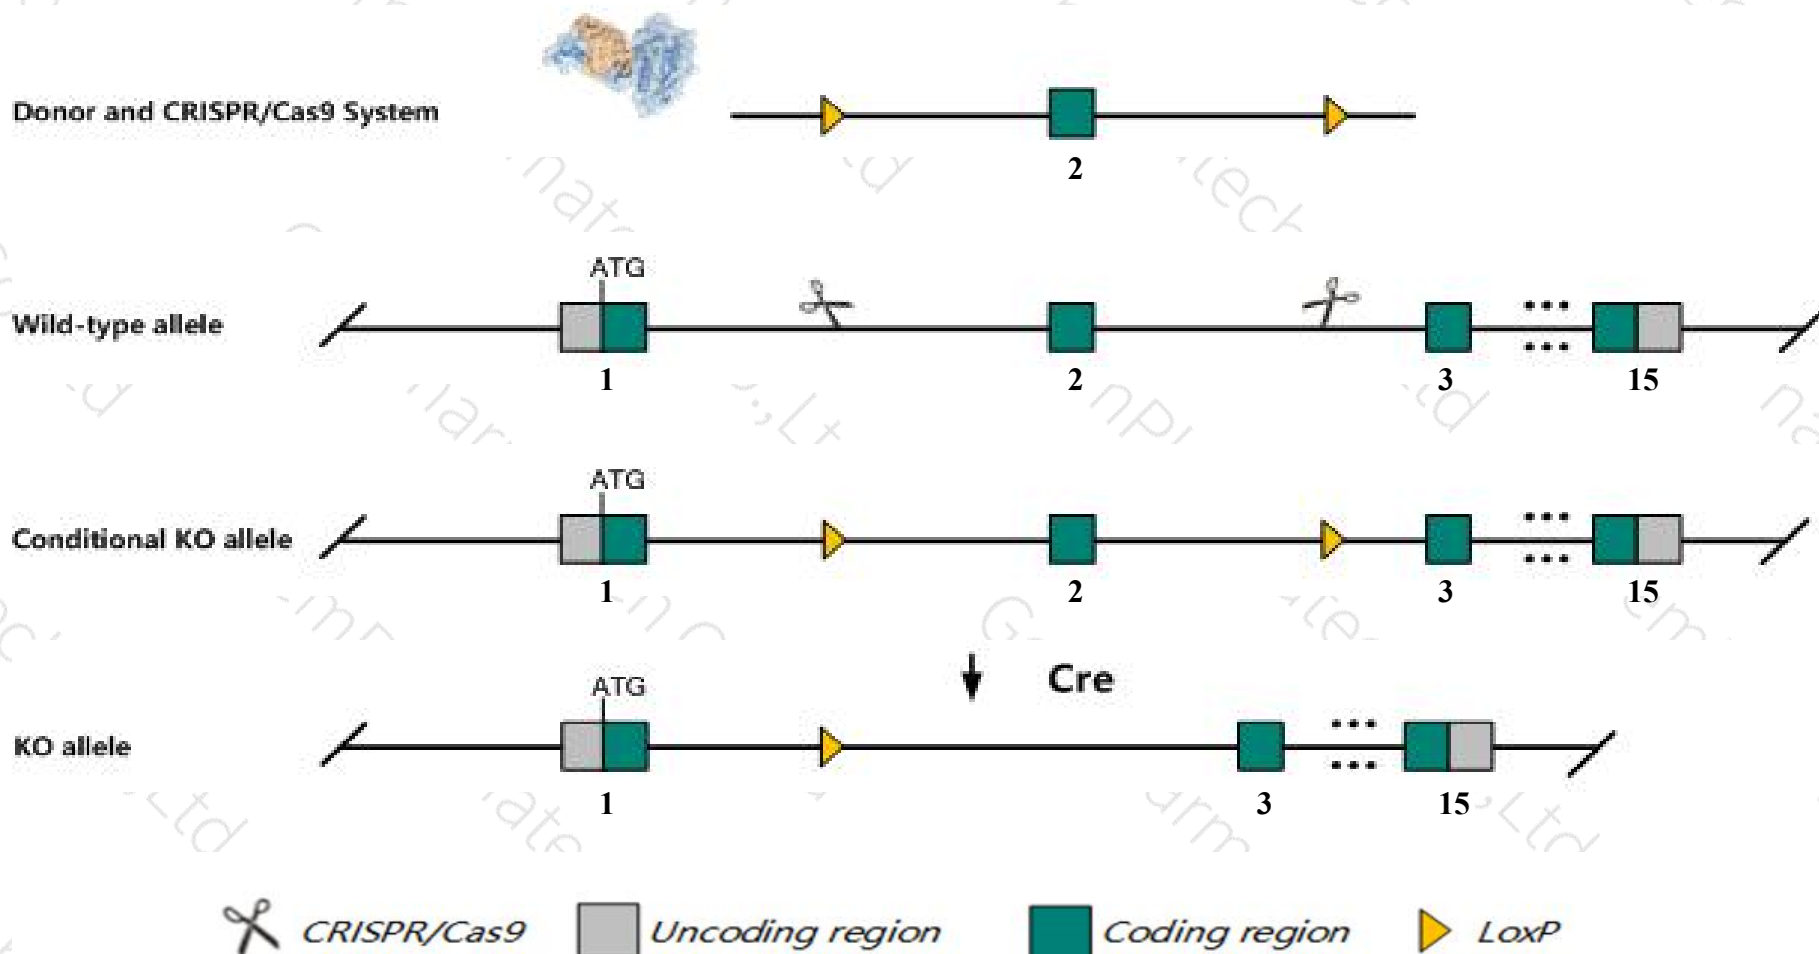 Donor and CRISPR/Cas9 System
2
ATG
Wild-type allele
1 2 3 15
ATG
Conditional KO allele
1 2 3 15
Cre
ATG
KO allele
1 3 15
CRISPR/Cas9 Uncoding region Coding region LoxP